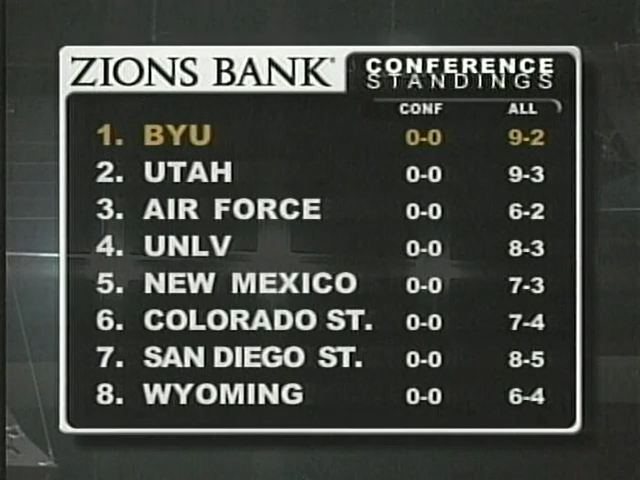 ZIONS BANK®
CONFERENCE
STANDINGS
CONF ALL
1. BYU 0-0 9-2
2. UTAH 0-0 9-3
3. AIR FORCE 0-0 6-2
4. UNLV 0-0 8-3
5. NEW MEXICO 0-0 7-3
6. COLORADO ST. 0-0 7-4
7. SAN DIEGO ST. 0-0 8-5
8. WYOMING 0-0 6-4